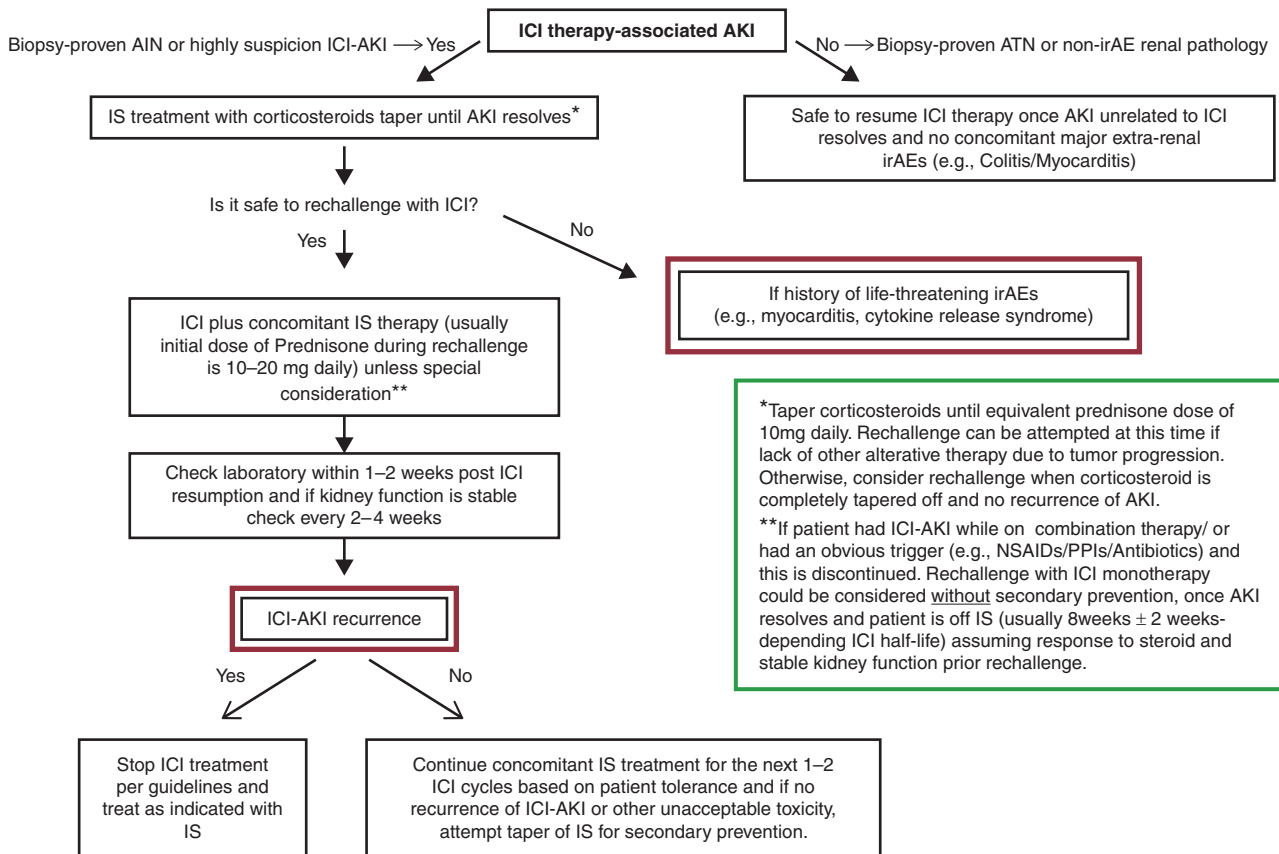 ICI therapy-associated AKI
Biopsy-proven AIN or highly suspicion ICI-AKI → Yes
No → Biopsy-proven ATN or non-irAE renal pathology
IS treatment with corticosteroids taper until AKI resolves*
Safe to resume ICI therapy once AKI unrelated to ICI
resolves and no concomitant major extra-renal
irAEs (e.g., Colitis/Myocarditis)
Is it safe to rechallenge with ICI?
Yes
No
If history of life-threatening irAEs
(e.g., myocarditis, cytokine release syndrome)
ICI plus concomitant IS therapy (usually
initial dose of Prednisone during rechallenge
is 10–20 mg daily) unless special
consideration**
Check laboratory within 1–2 weeks post ICI
resumption and if kidney function is stable
check every 2–4 weeks
*Taper corticosteroids until equivalent prednisone dose of
10mg daily. Rechallenge can be attempted at this time if
lack of other alterative therapy due to tumor progression.
Otherwise, consider rechallenge when corticosteroid is
completely tapered off and no recurrence of AKI.
**If patient had ICI-AKI while on combination therapy/ or
had an obvious trigger (e.g., NSAIDs/PPIs/Antibiotics) and
this is discontinued. Rechallenge with ICI monotherapy
could be considered without secondary prevention, once AKI
resolves and patient is off IS (usually 8weeks ± 2 weeks-
depending ICI half-life) assuming response to steroid and
stable kidney function prior rechallenge.
ICI-AKI recurrence
Yes
No
Stop ICI treatment
per guidelines and
treat as indicated with
IS
Continue concomitant IS treatment for the next 1–2
ICI cycles based on patient tolerance and if no
recurrence of ICI-AKI or other unacceptable toxicity,
attempt taper of IS for secondary prevention.